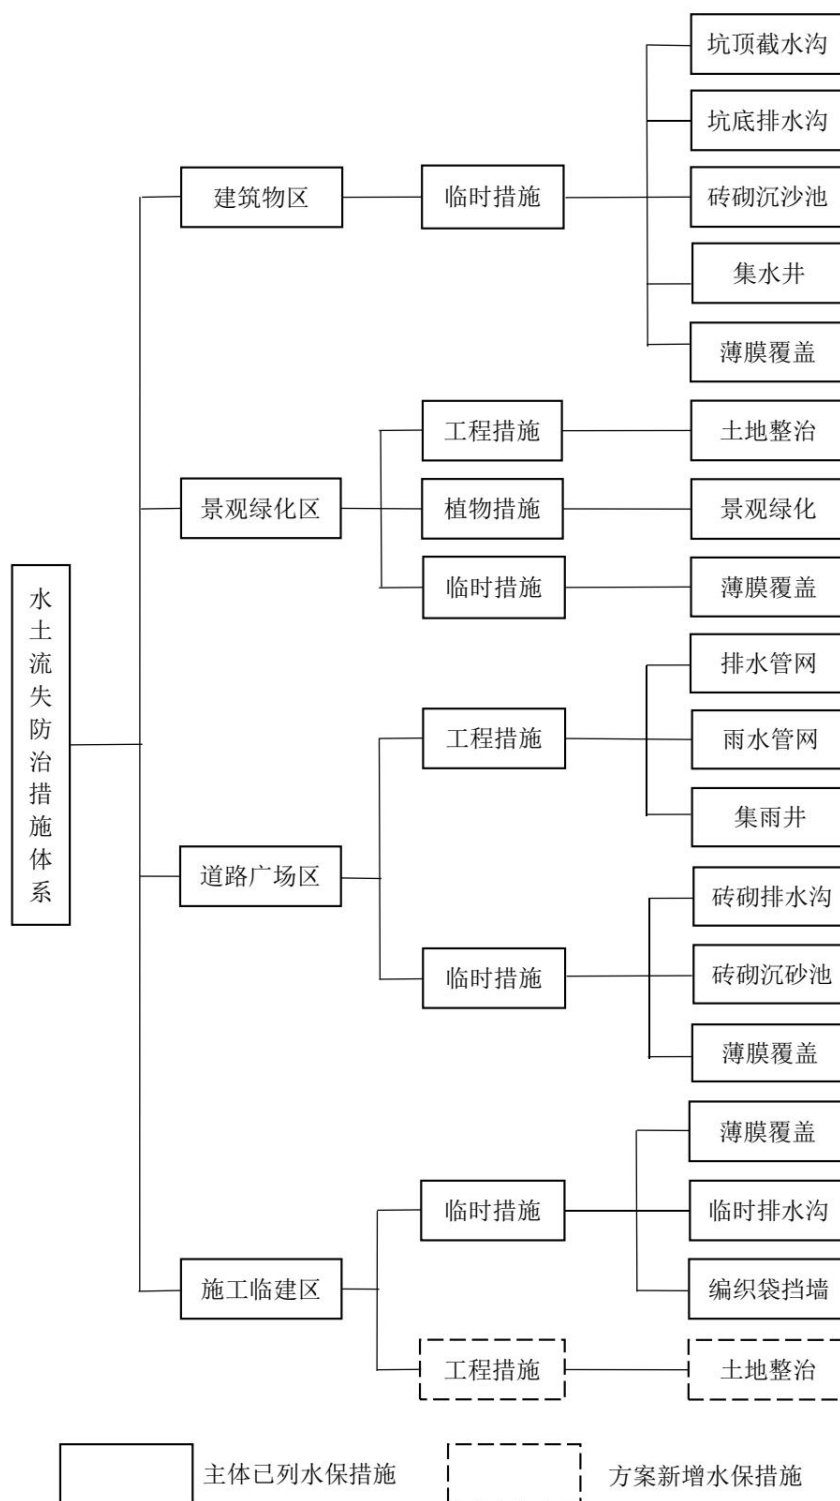 水土流失防治措施体系
建筑物区
临时措施
坑顶截水沟
坑底排水沟
砖砌沉沙池
集水井
薄膜覆盖
景观绿化区
工程措施
土地整治
植物措施
景观绿化
临时措施
薄膜覆盖
道路广场区
工程措施
排水管网
雨水管网
集雨井
临时措施
砖砌排水沟
砖砌沉砂池
薄膜覆盖
施工临建区
临时措施
薄膜覆盖
临时排水沟
编织袋挡墙
工程措施
土地整治
主体已列水保措施
方案新增水保措施